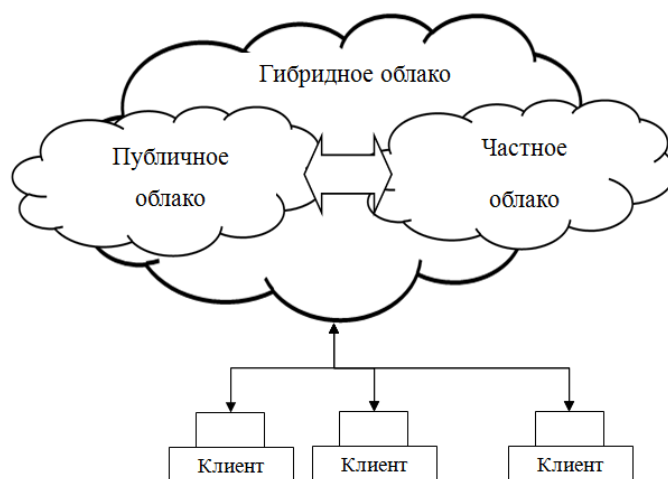 Гибридное облако
Публичное
облако
Частное
облако
Клиент
Клиент
Клиент